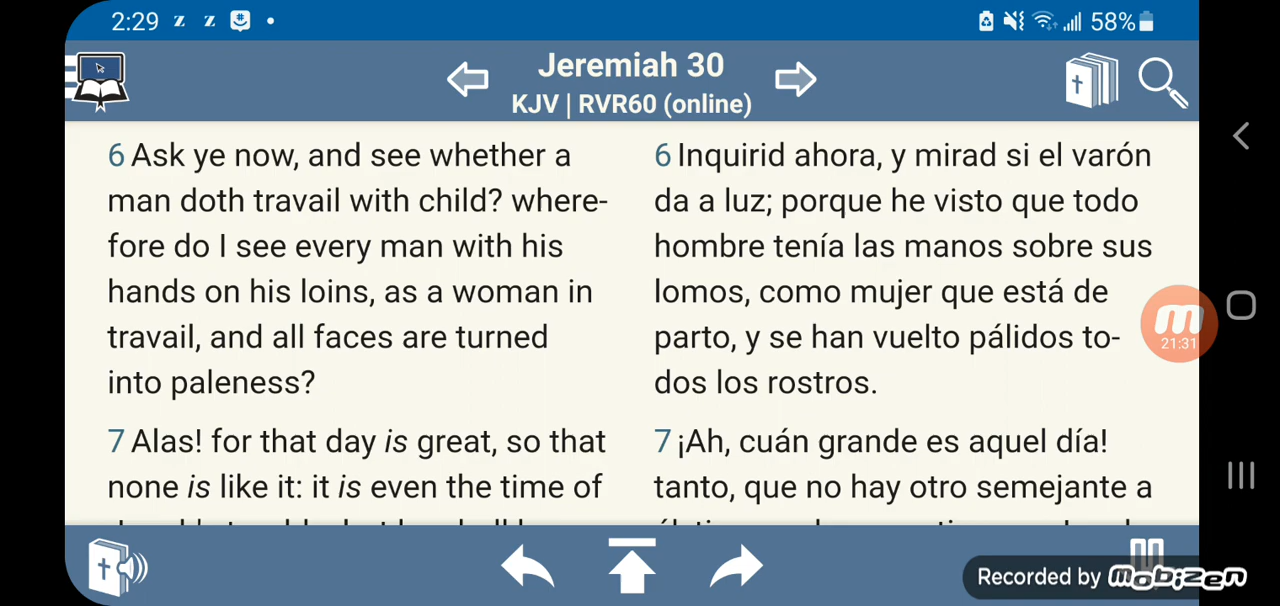 2:29 z z 58%
Jeremiah 30
KJV | RVR60 (online)
6 Ask ye now, and see whether a
man doth travail with child? where-
fore do I see every man with his
hands on his loins, as a woman in
travail, and all faces are turned
into paleness?
7 Alas! for that day is great, so that
none is like it: it is even the time of
6 Inquirid ahora, y mirad si el varón
da a luz; porque he visto que todo
hombre tenía las manos sobre sus
lomos, como mujer que está de
parto, y se han vuelto pálidos to-
dos los rostros.
7 ¡Ah, cuán grande es aquel día!
tanto, que no hay otro semejante a
21:31
Recorded by Mobizen